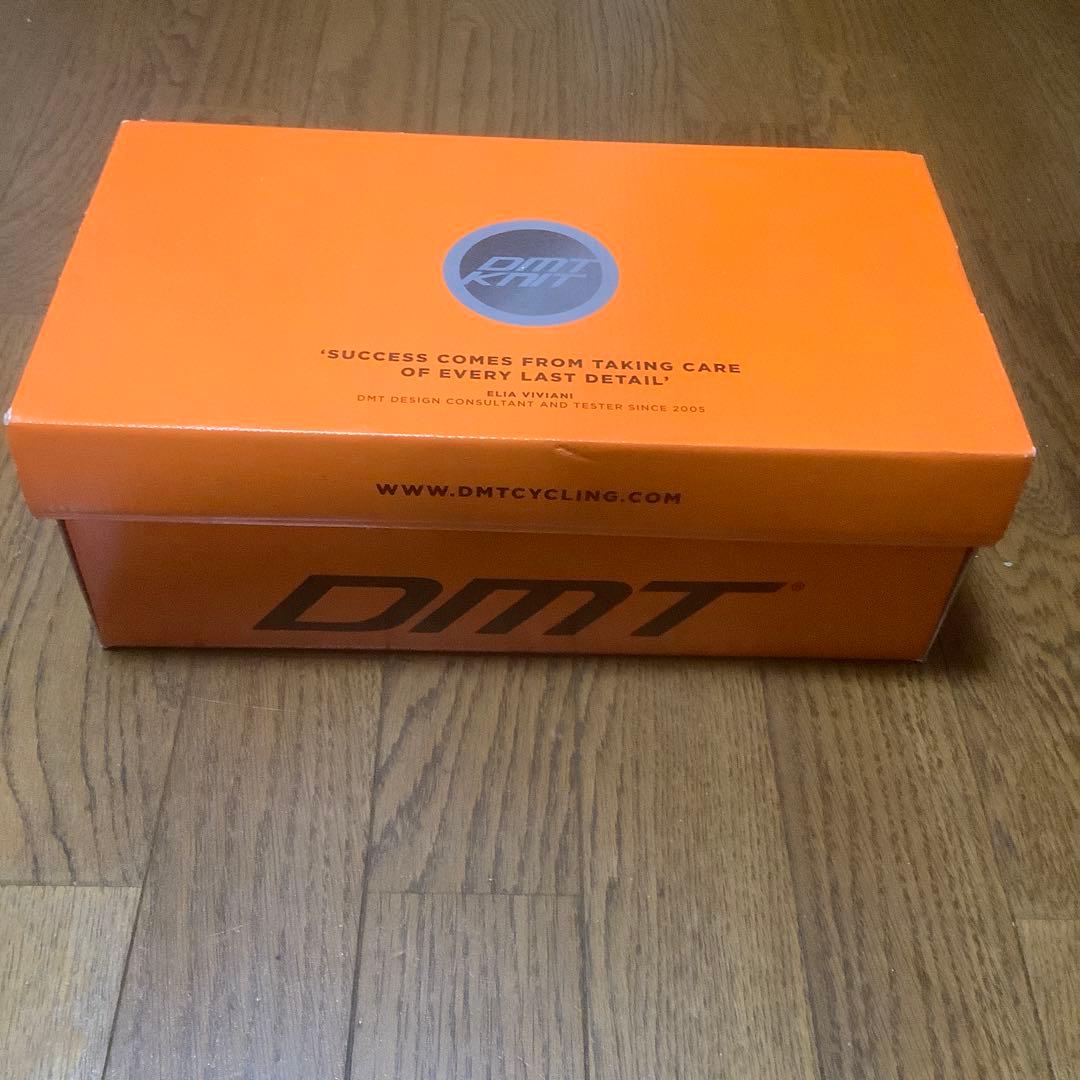 DMT
KNIT
‘SUCCESS COMES FROM TAKING CARE
OF EVERY LAST DETAIL’
ELIA VIVIANI
DMT DESIGN CONSULTANT AND TESTER SINCE 2005
WWW.DMTCYCLING.COM
DMT®